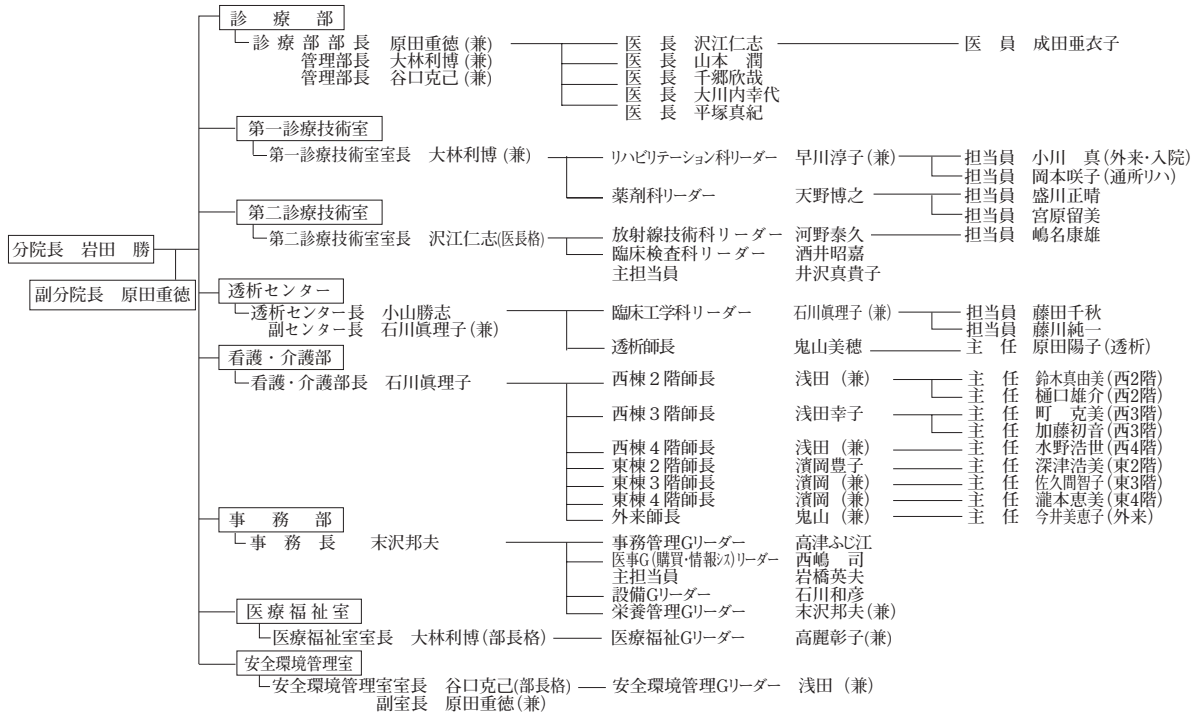 診療部
診療部部長 原田重徳(兼) 医長 沢江仁志 医員 成田亜衣子
管理部長 大林利博(兼) 医長 山本 潤
管理部長 谷口克己(兼) 医長 千郷欣哉
医長 大川内幸代
医長 平塚真紀
第一診療技術室
第一診療技術室室長 大林利博(兼) リハビリテーション科リーダー 早川淳子(兼) 担当員 小川 真(外来・入院)
担当員 岡本咲子(通所リハ)
薬剤科リーダー 天野博之 担当員 盛川正晴
担当員 宮原留美
第二診療技術室
第二診療技術室室長 沢江仁志(医長格) 放射線技術科リーダー 河野泰久 担当員 嶋名康雄
臨床検査科リーダー 酒井昭嘉
主担当員 井沢真貴子
分院長 岩田 勝
副分院長 原田重徳
透析センター
透析センター長 小山勝志 臨床工学科リーダー 石川眞理子(兼) 担当員 藤田千秋
副センター長 石川眞理子(兼) 担当員 藤川純一
透析師長 鬼山美穂 主任 原田陽子(透析)
看護・介護部
看護・介護部長 石川眞理子 西棟2階師長 浅田(兼) 主任 鈴木真由美(西2階)
主任 樋口雄介(西2階)
西棟3階師長 浅田幸子 主任 町 克美(西3階)
主任 加藤初音(西3階)
西棟4階師長 浅田(兼) 主任 水野浩世(西4階)
東棟2階師長 濱岡豊子 主任 深津浩美(東2階)
東棟3階師長 濱岡(兼) 主任 佐久間智子(東3階)
東棟4階師長 濱岡(兼) 主任 瀧本恵美(東4階)
外来師長 鬼山(兼) 主任 今井美恵子(外来)
事務部
事務長 末沢邦夫 事務管理Gリーダー 高津ふじ江
医事G(購買・情報シス)リーダー 西嶋 司
主担当員 岩橋英夫
設備Gリーダー 石川和彦
栄養管理Gリーダー 末沢邦夫(兼)
医療福祉室
医療福祉室室長 大林利博(部長格) 医療福祉Gリーダー 高麗彰子(兼)
安全環境管理室
安全環境管理室室長 谷口克己(部長格) 安全環境管理Gリーダー 浅田(兼)
副室長 原田重徳(兼)